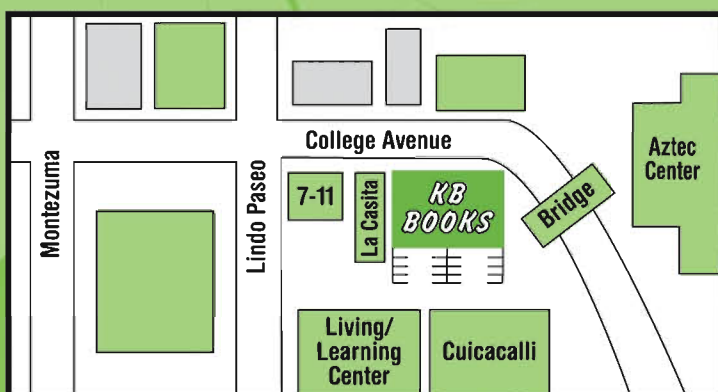 College Avenue
Montezuma
Lindo Paseo
7-11
La Casita
KB
BOOKS
Bridge
Aztec
Center
Living/
Learning
Center
Cuicacalli